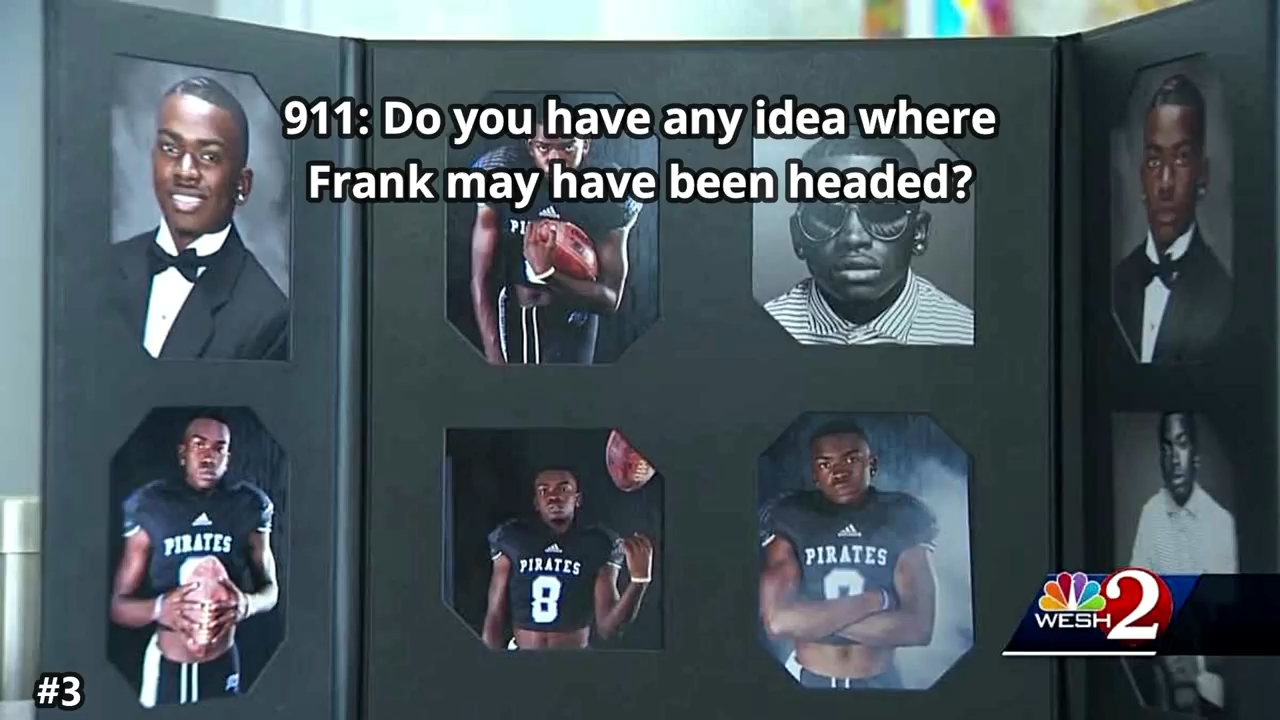 911: Do you have any idea where
Frank may have been headed?
PI
PIRATES
PIRATES
8
PIRATES
WESH 2
#3